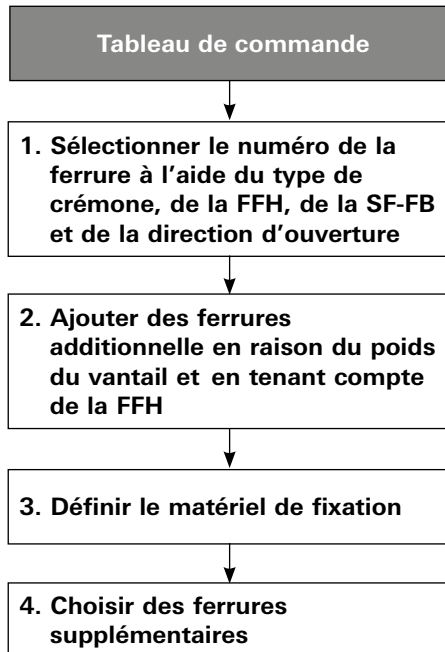 Tableau de commande
1. Sélectionner le numéro de la
ferrure à l'aide du type de
crémone, de la FFH, de la SF-FB
et de la direction d'ouverture
2. Ajouter des ferrures
additionnelle en raison du poids
du vantail et en tenant compte
de la FFH
3. Définir le matériel de fixation
4. Choisir des ferrures
supplémentaires